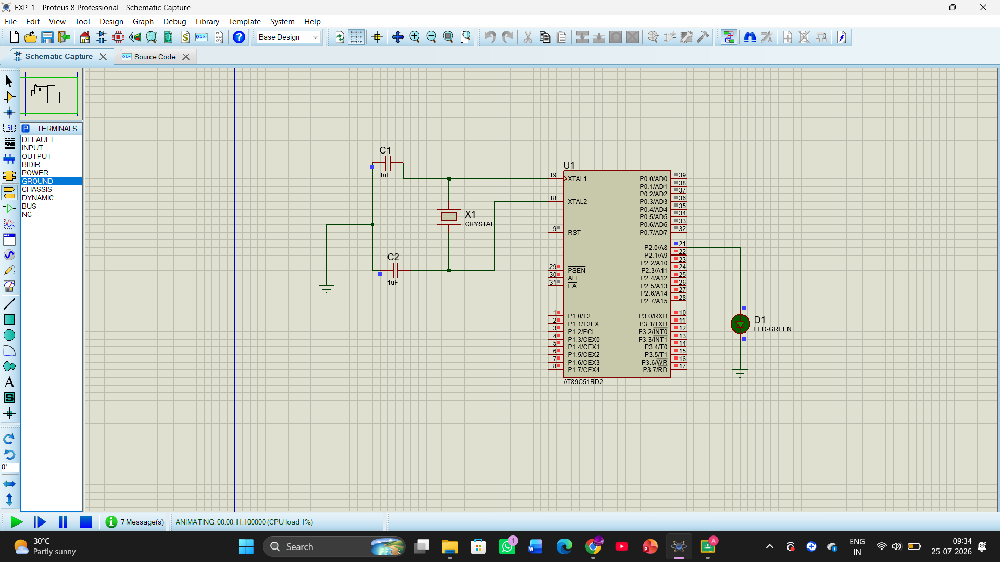 EXP_1 - Proteus 8 Professional - Schematic Capture
File Edit View Tool Design Graph Debug Library Template System Help
Base Design
Schematic Capture
Source Code
P TERMINALS
DEFAULT
INPUT
OUTPUT
BIDIR
POWER
GROUND
CHASSIS
DYNAMIC
BUS
NC
LBL
A
S
0°
C1
1uF
C2
1uF
X1
CRYSTAL
U1
19 XTAL1
18 XTAL2
9 RST
29 PSEN
30 ALE
31 EA
1 P1.0/T2
2 P1.1/T2EX
3 P1.2/ECI
4 P1.3/CEX0
5 P1.4/CEX1
6 P1.5/CEX2
7 P1.6/CEX3
8 P1.7/CEX4
P0.0/AD0 39
P0.1/AD1 38
P0.2/AD2 37
P0.3/AD3 36
P0.4/AD4 35
P0.5/AD5 34
P0.6/AD6 33
P0.7/AD7 32
P2.0/A8 21
P2.1/A9 22
P2.2/A10 23
P2.3/A11 24
P2.4/A12 25
P2.5/A13 26
P2.6/A14 27
P2.7/A15 28
P3.0/RXD 10
P3.1/TXD 11
P3.2/INT0 12
P3.3/INT1 13
P3.4/T0 14
P3.5/T1 15
P3.6/WR 16
P3.7/RD 17
AT89C51RD2
D1
LED-GREEN
7 Message(s)
ANIMATING: 00:00:11.100000 (CPU load 1%)
30°C
Partly sunny
Search
1
A
ENG
IN
09:34
25-07-2026